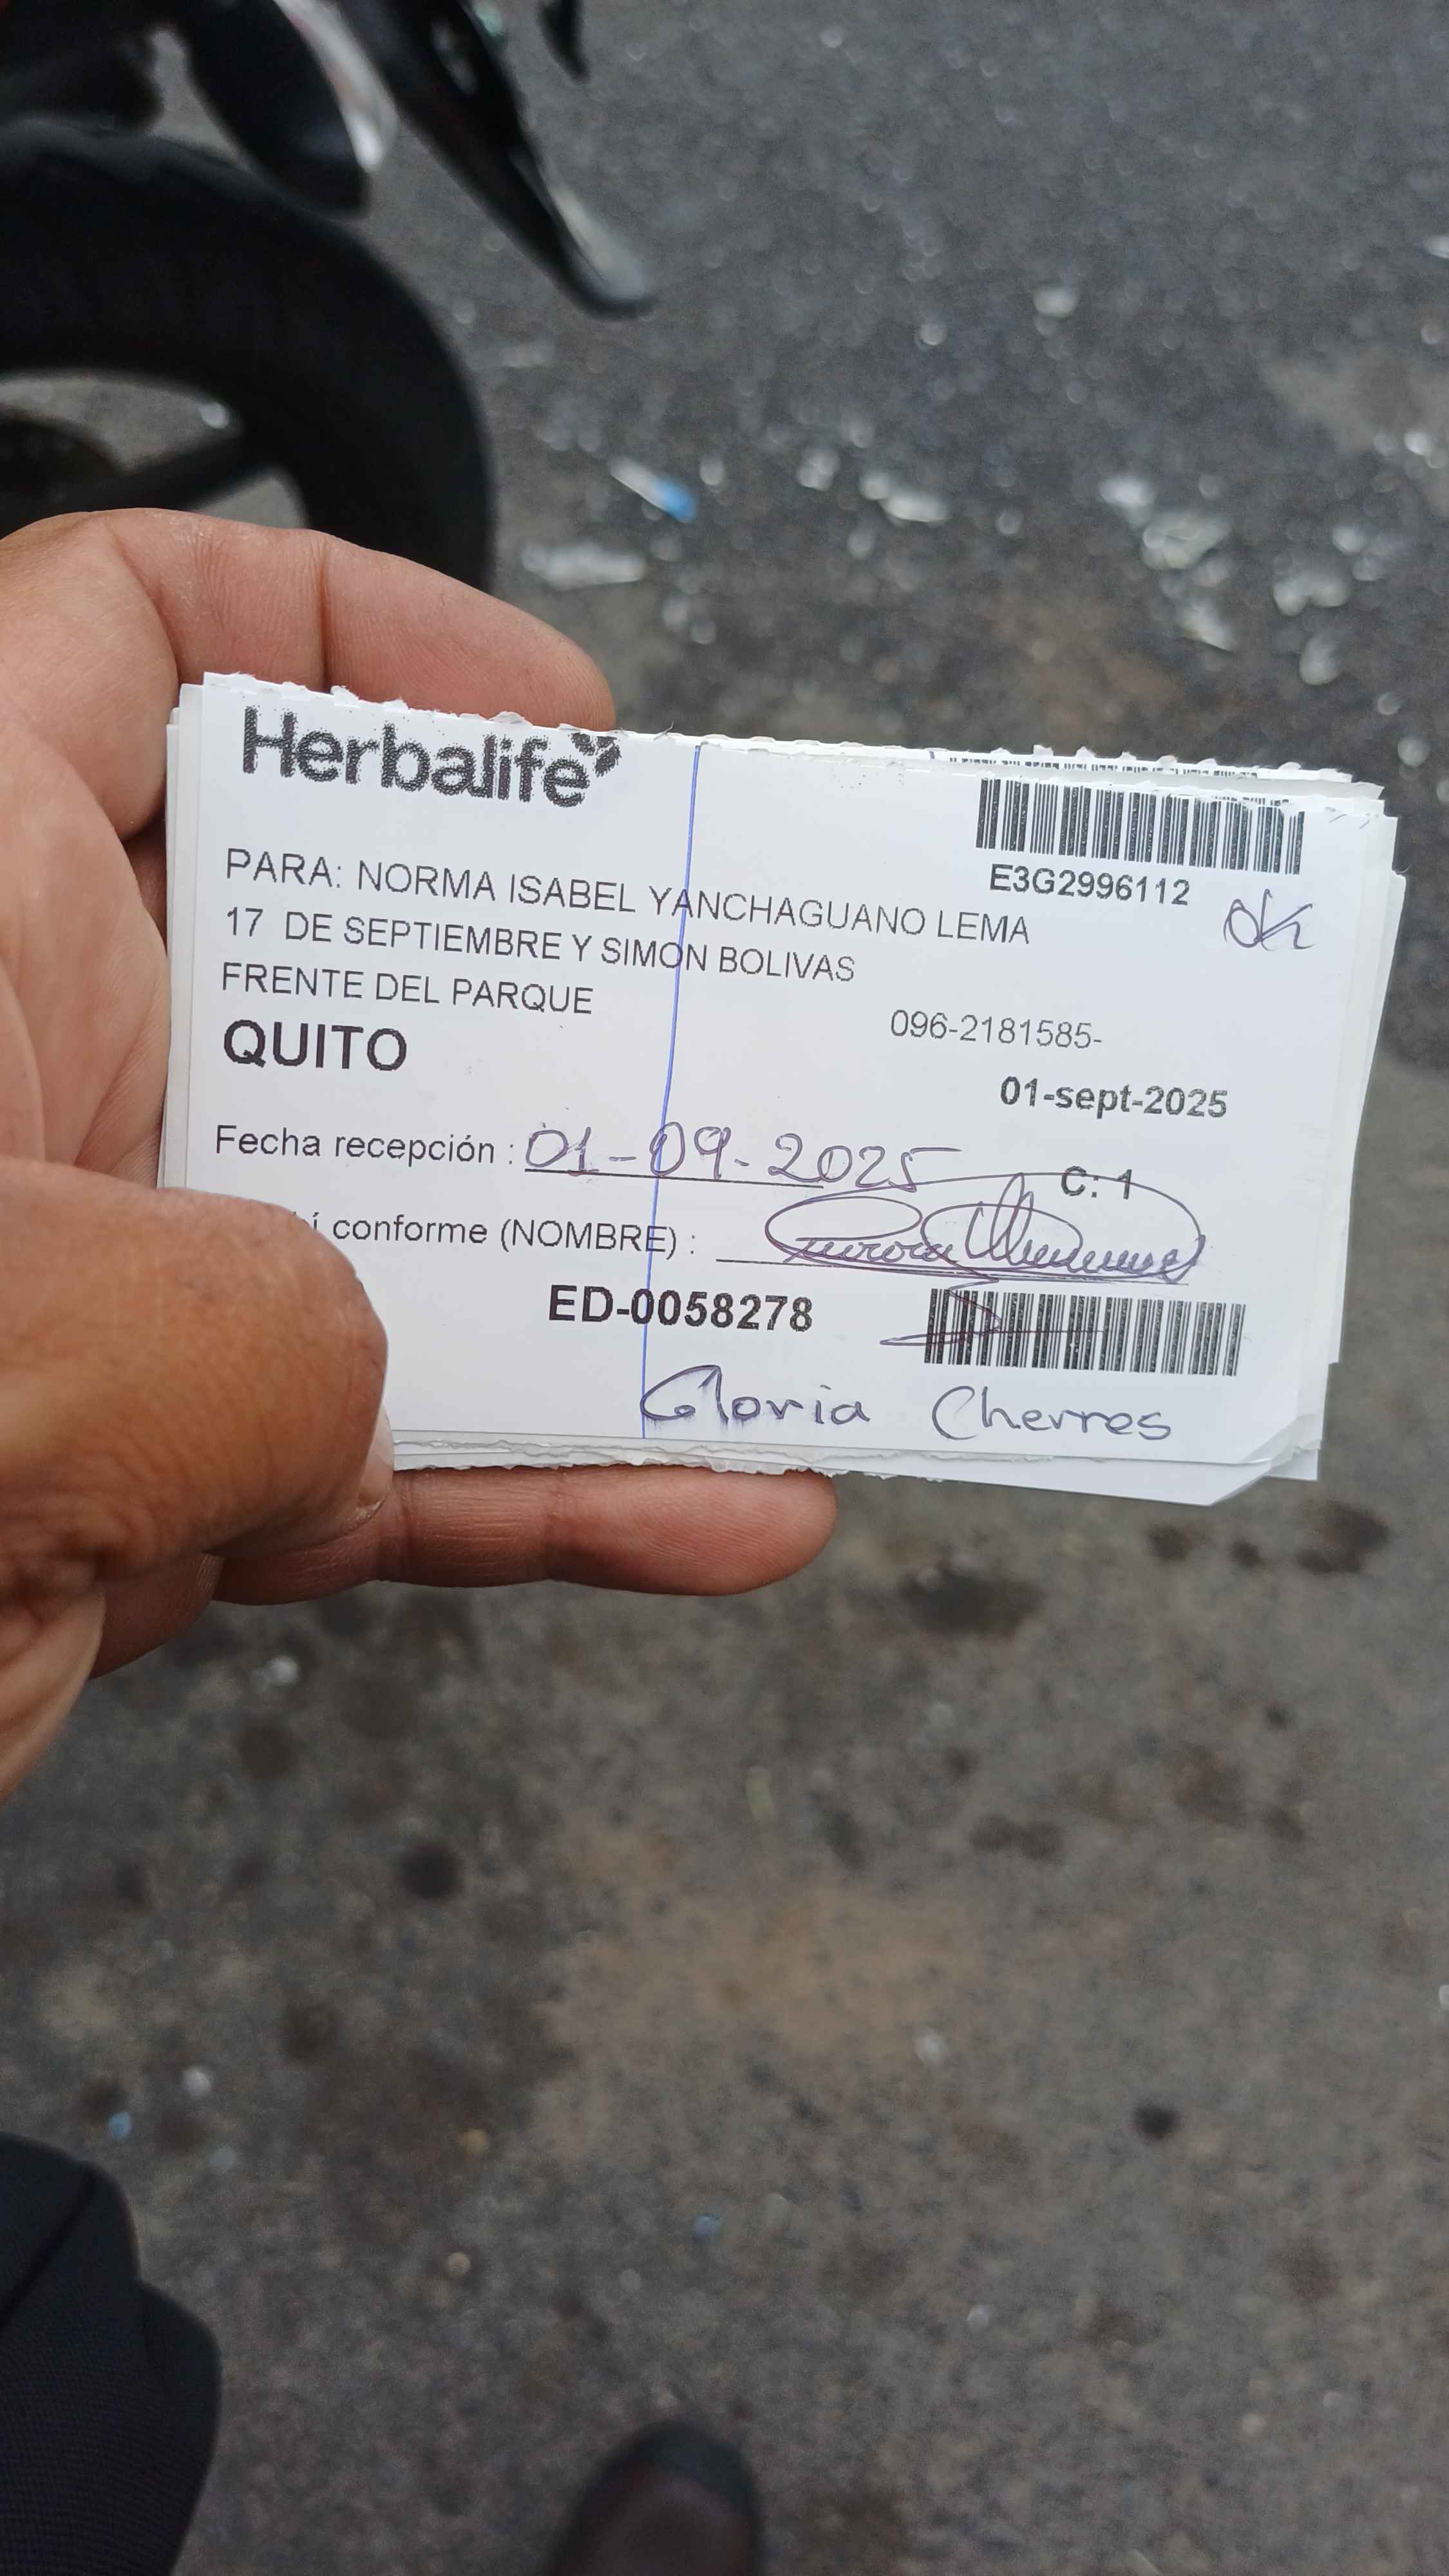 Herbalife
E3G2996112
OK
PARA: NORMA ISABEL YANCHAGUANO LEMA
17 DE SEPTIEMBRE Y SIMON BOLIVAS
FRENTE DEL PARQUE
096-2181585-
QUITO
01-sept-2025
Fecha recepción : 01-09-2025
C: 1
í conforme (NOMBRE) :
ED-0058278
Gloria Cherres